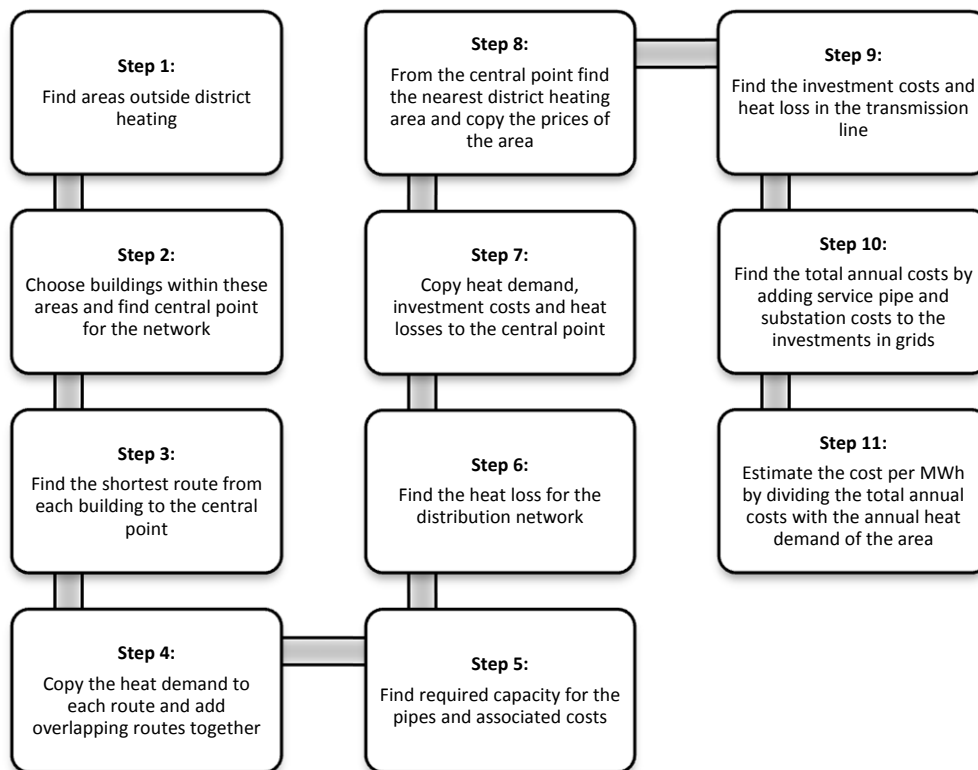 Step 1:
Find areas outside district
heating
Step 2:
Choose buildings within these
areas and find central point
for the network
Step 3:
Find the shortest route from
each building to the central
point
Step 4:
Copy the heat demand to
each route and add
overlapping routes together
Step 5:
Find required capacity for the
pipes and associated costs
Step 6:
Find the heat loss for the
distribution network
Step 7:
Copy heat demand,
investment costs and heat
losses to the central point
Step 8:
From the central point find
the nearest district heating
area and copy the prices of
the area
Step 9:
Find the investment costs and
heat loss in the transmission
line
Step 10:
Find the total annual costs by
adding service pipe and
substation costs to the
investments in grids
Step 11:
Estimate the cost per MWh
by dividing the total annual
costs with the annual heat
demand of the area